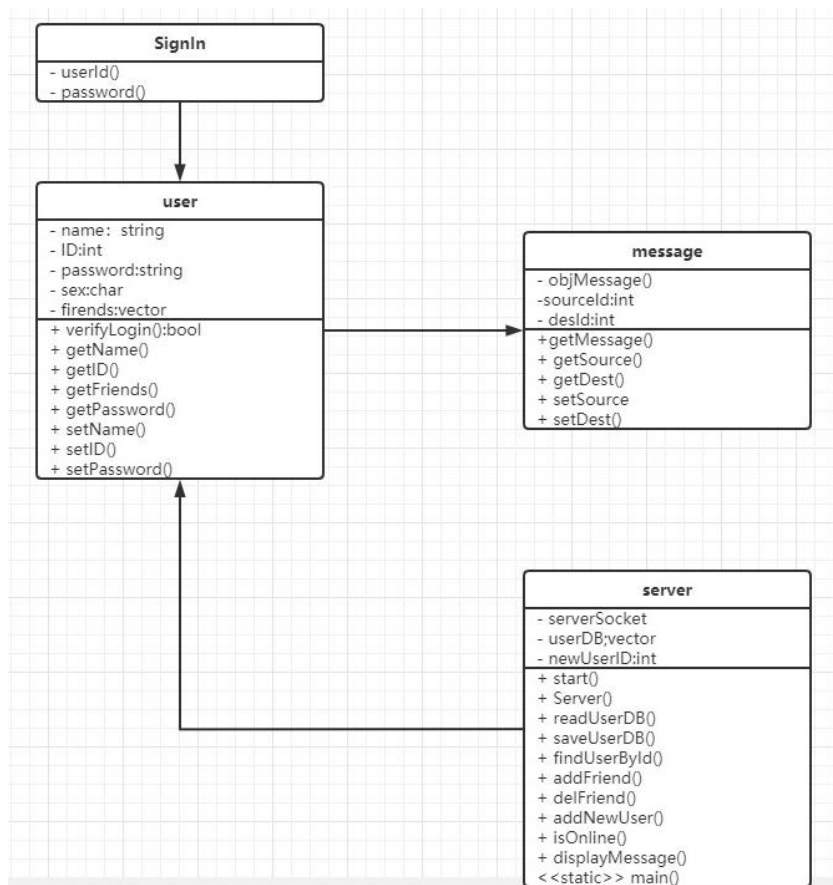 SignIn
- userId()
- password()
user
- name：string
- ID:int
- password:string
- sex:char
- firends:vector
+ verifyLogin():bool
+ getName()
+ getID()
+ getFriends()
+ getPassword()
+ setName()
+ setID()
+ setPassword()
message
- objMessage()
-sourceId:int
- desId:int
+getMessage()
+ getSource()
+ getDest()
+ setSource
+ setDest()
server
- serverSocket
- userDB;vector
- newUserID:int
+ start()
+ Server()
+ readUserDB()
+ saveUserDB()
+ findUserById()
+ addFriend()
+ delFriend()
+ addNewUser()
+ isOnline()
+ displayMessage()
<<static>> main()